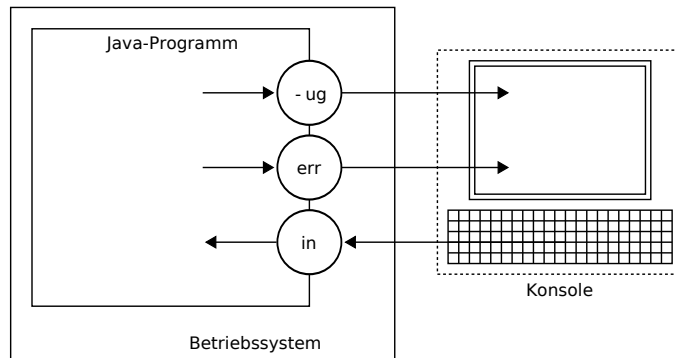 Java-Programm
- ug
err
in
Konsole
Betriebssystem